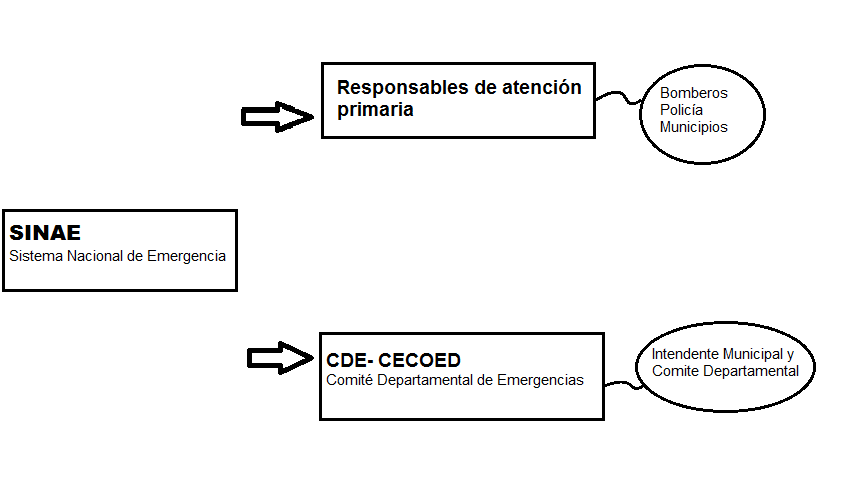 Responsables de atención
primaria
Bomberos
Policía
Municipios
SINAE
Sistema Nacional de Emergencia
CDE- CECOED
Comité Departamental de Emergencias
Intendente Municipal y
Comite Departamental